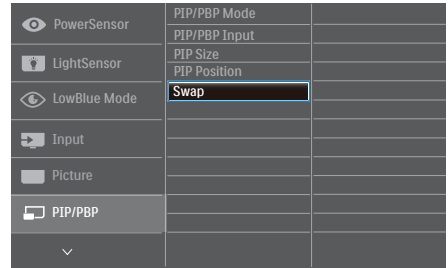 PowerSensor
LightSensor
LowBlue Mode
Input
Picture
PIP/PBP
PIP/PBP Mode
PIP/PBP Input
PIP Size
PIP Position
Swap